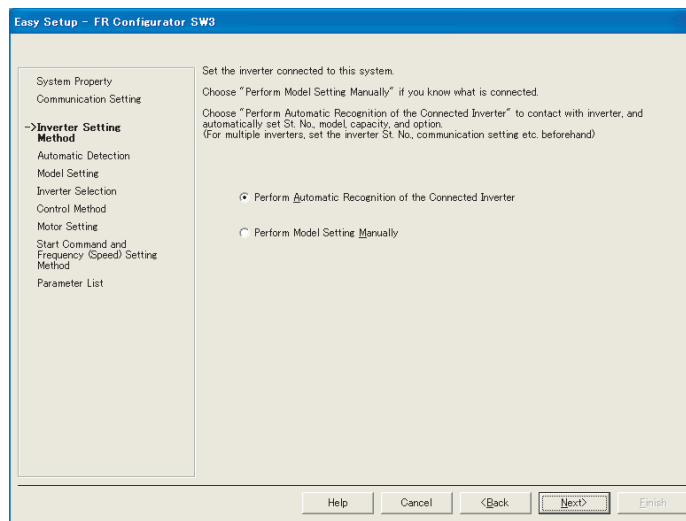 Easy Setup - FR Configurator SW3
System Property
Communication Setting
->Inverter Setting
Method
Automatic Detection
Model Setting
Inverter Selection
Control Method
Motor Setting
Start Command and
Frequency (Speed) Setting
Method
Parameter List
Set the inverter connected to this system.
Choose "Perform Model Setting Manually" if you know what is connected.
Choose "Perform Automatic Recognition of the Connected Inverter" to contact with inverter, and
automatically set St. No., model, capacity, and option.
(For multiple inverters, set the inverter St. No., communication setting etc. beforehand)
Perform Automatic Recognition of the Connected Inverter
Perform Model Setting Manually
Help
Cancel
<Back
Next>
Finish